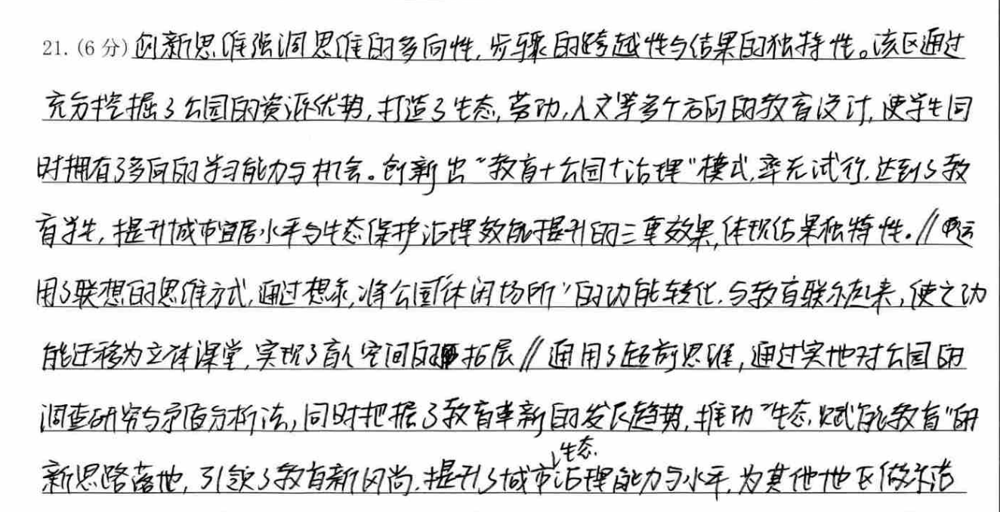 21. (6 分) 创新思维强调思维的多向性,步骤的跨越性与结果的独特性。该区通过
充分挖掘了公园的资源优势,打造了生态,劳动,人文等多个方向的教育设计,使学生同
时拥有了多向的学习能力与机会。创新出“教育+公园+治理”模式,率先试行,达到了教
育学生,提升城市宜居水平与生态保护治理效能提升的三重效果,体现结果独特性。//运
用了联想的思维方式,通过想象,将公园“休闲场所”的功能转化,与教育联系起来,使之功
能迁移为立体课堂,实现了育人空间的拓展//通用了超前思维,通过实地对公园的
调查研究与矛盾分析法,同时把握了教育革新的发展趋势,推动“生态赋能教育”的
新思路落地,引领了教育新风尚,提升了城市生态治理能力与水平,为其他地区做示范